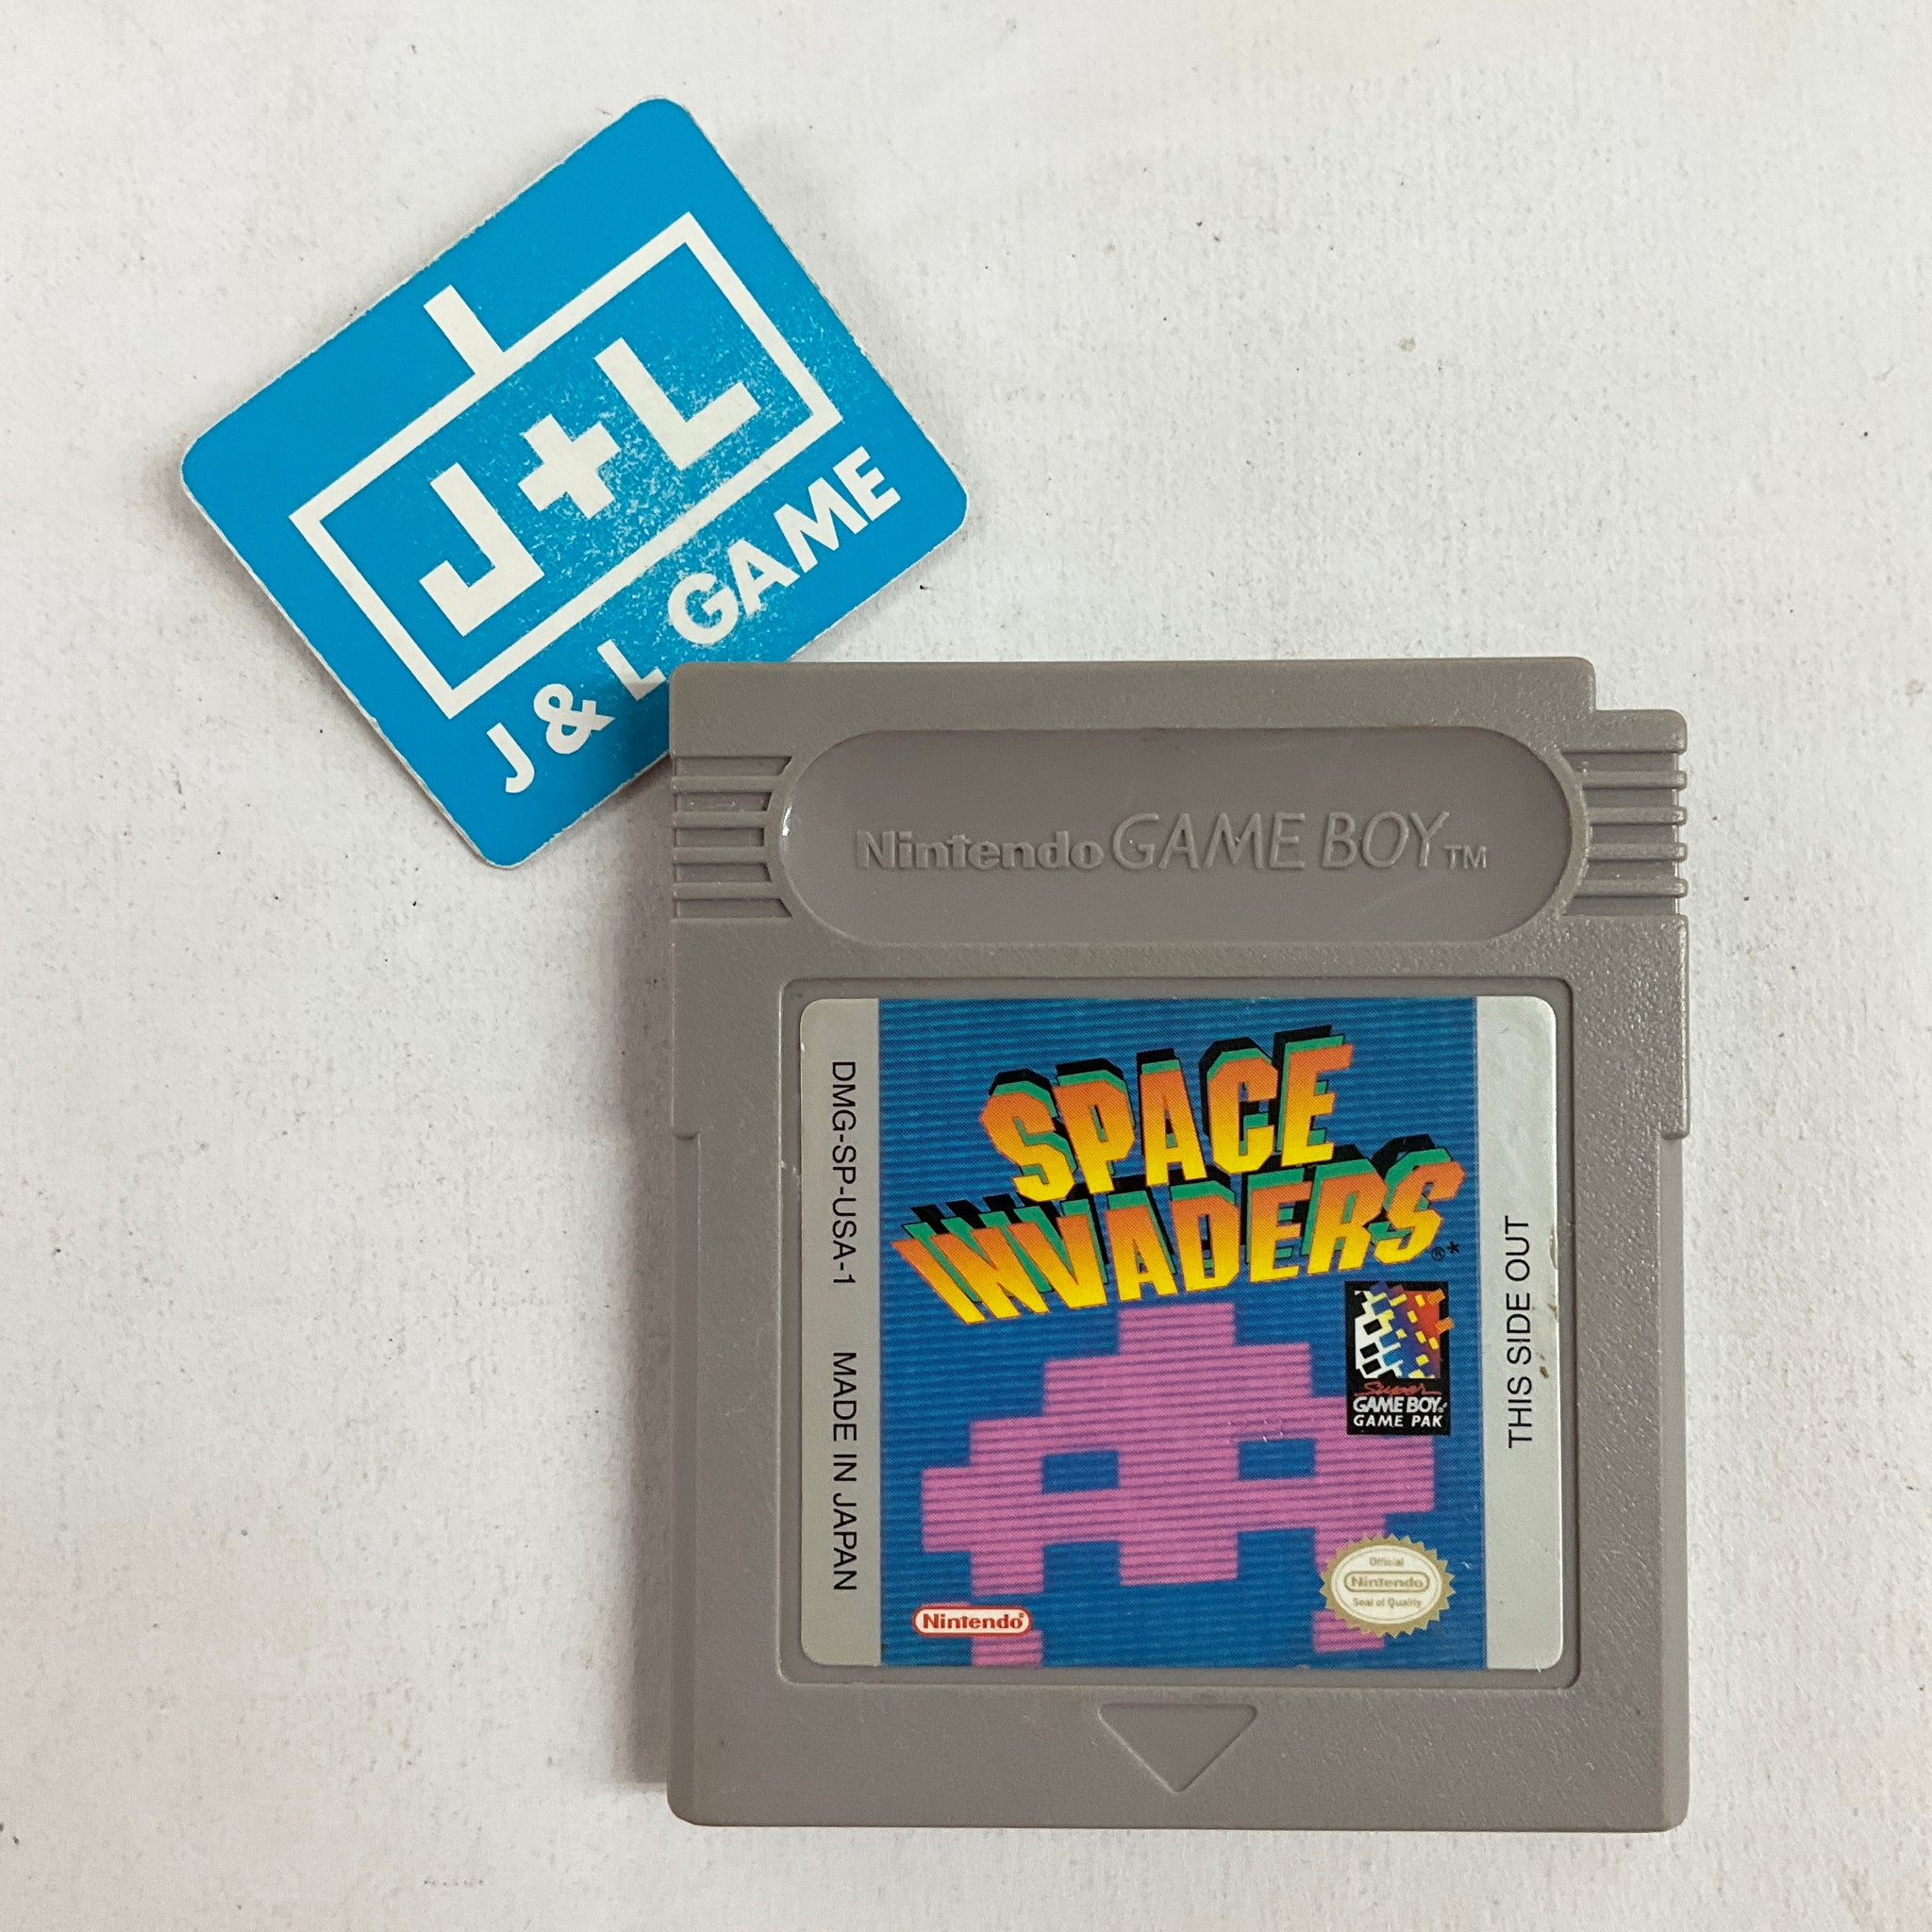 J+L
J & L GAME
Nintendo GAME BOY TM
SPACE
INVADERS ®*
DMG-SP-USA-1 MADE IN JAPAN
THIS SIDE OUT
Super
GAME BOY®
GAME PAK
Nintendo®
Official
Nintendo
Seal of Quality